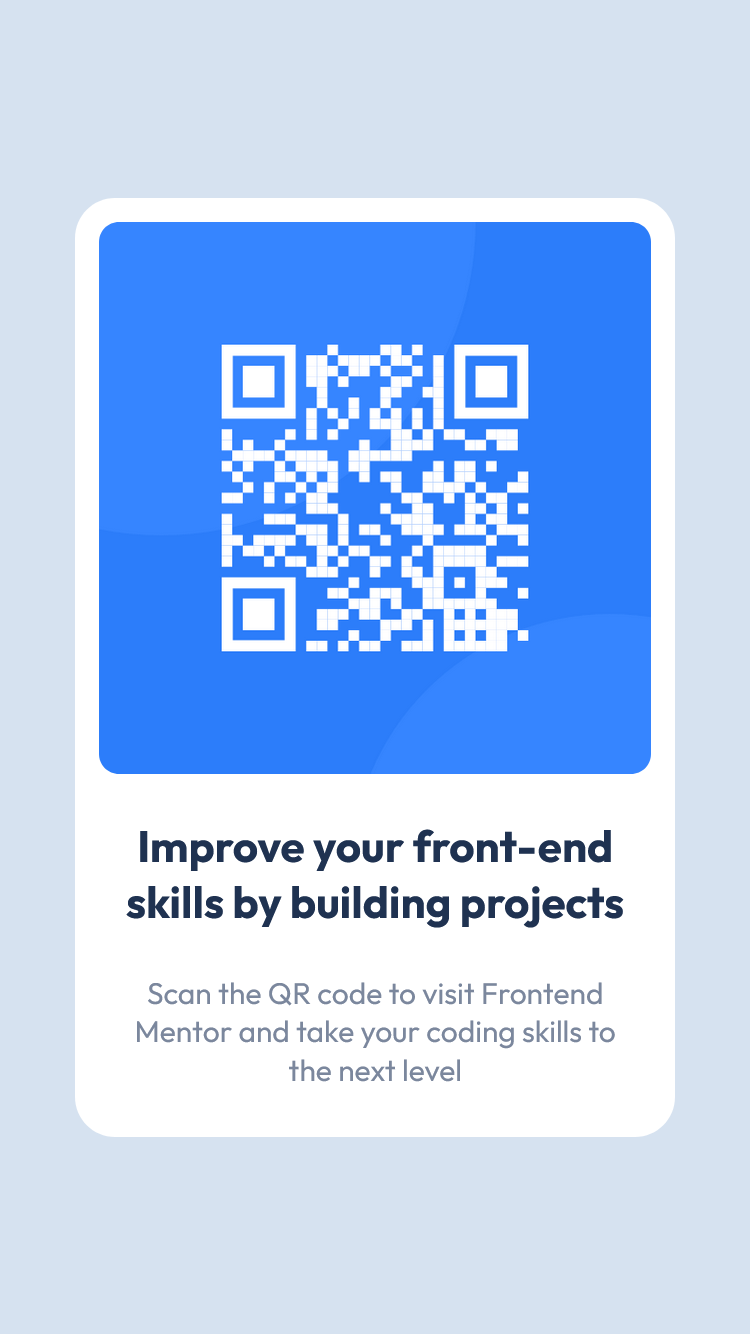 Improve your front-end
skills by building projects
Scan the QR code to visit Frontend
Mentor and take your coding skills to
the next level